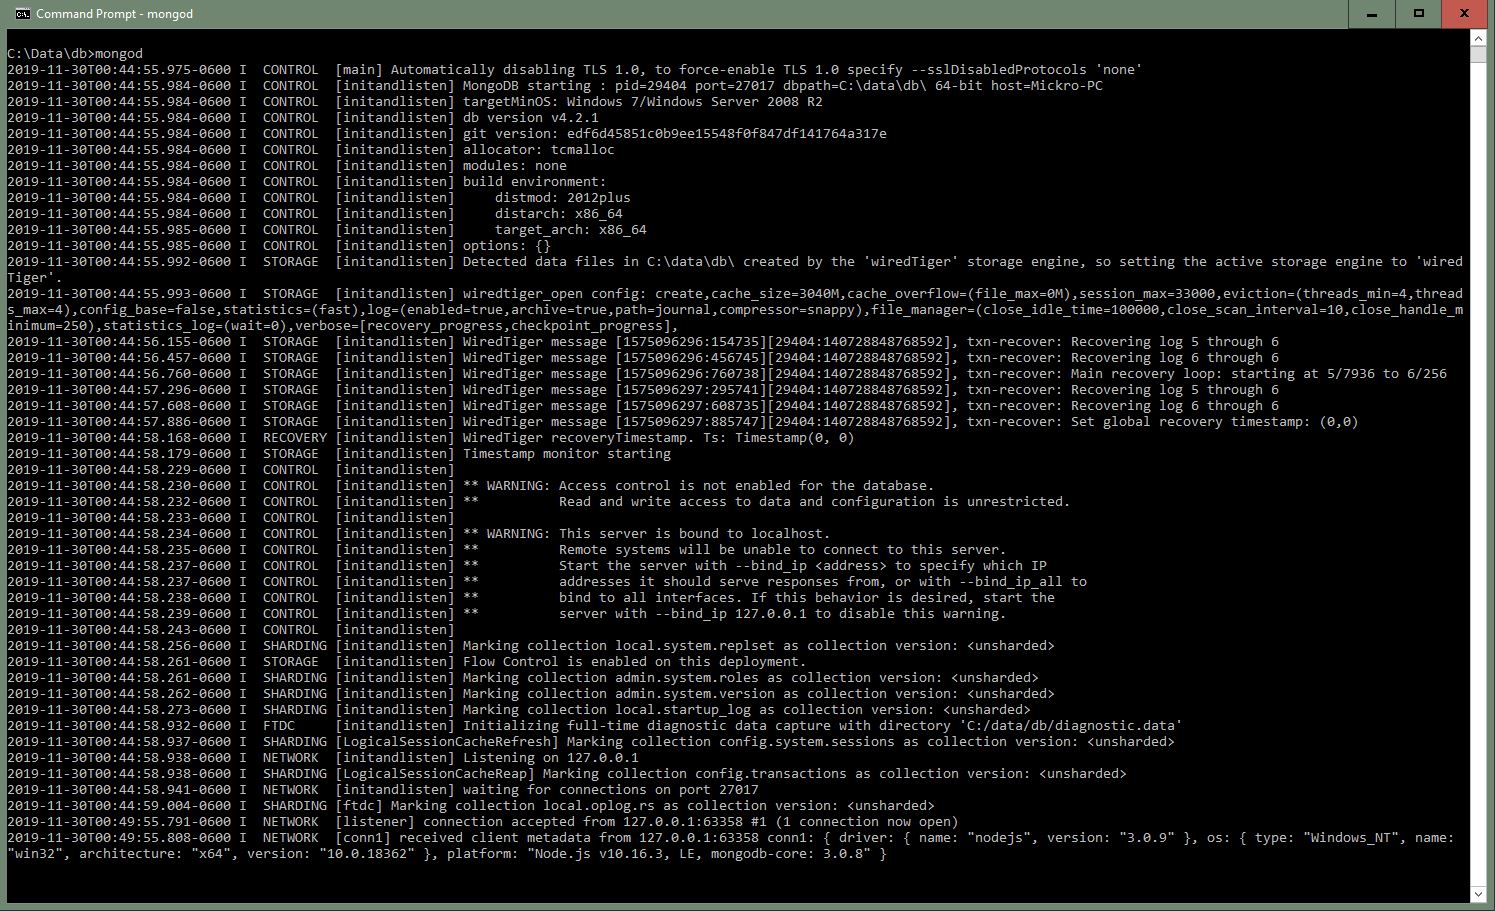 Command Prompt - mongod
C:\Data\db>mongod
2019-11-30T00:44:55.975-0600 I  CONTROL  [main] Automatically disabling TLS 1.0, to force-enable TLS 1.0 specify --sslDisabledProtocols 'none'
2019-11-30T00:44:55.984-0600 I  CONTROL  [initandlisten] MongoDB starting : pid=29404 port=27017 dbpath=C:\data\db\ 64-bit host=Mickro-PC
2019-11-30T00:44:55.984-0600 I  CONTROL  [initandlisten] targetMinOS: Windows 7/Windows Server 2008 R2
2019-11-30T00:44:55.984-0600 I  CONTROL  [initandlisten] db version v4.2.1
2019-11-30T00:44:55.984-0600 I  CONTROL  [initandlisten] git version: edf6d45851c0b9ee15548f0f847df141764a317e
2019-11-30T00:44:55.984-0600 I  CONTROL  [initandlisten] allocator: tcmalloc
2019-11-30T00:44:55.984-0600 I  CONTROL  [initandlisten] modules: none
2019-11-30T00:44:55.984-0600 I  CONTROL  [initandlisten] build environment:
2019-11-30T00:44:55.984-0600 I  CONTROL  [initandlisten]     distmod: 2012plus
2019-11-30T00:44:55.984-0600 I  CONTROL  [initandlisten]     distarch: x86_64
2019-11-30T00:44:55.985-0600 I  CONTROL  [initandlisten]     target_arch: x86_64
2019-11-30T00:44:55.985-0600 I  CONTROL  [initandlisten] options: {}
2019-11-30T00:44:55.992-0600 I  STORAGE  [initandlisten] Detected data files in C:\data\db\ created by the 'wiredTiger' storage engine, so setting the active storage engine to 'wired
Tiger'.
2019-11-30T00:44:55.993-0600 I  STORAGE  [initandlisten] wiredtiger_open config: create,cache_size=3040M,cache_overflow=(file_max=0M),session_max=33000,eviction=(threads_min=4,thread
s_max=4),config_base=false,statistics=(fast),log=(enabled=true,archive=true,path=journal,compressor=snappy),file_manager=(close_idle_time=100000,close_scan_interval=10,close_handle_m
inimum=250),statistics_log=(wait=0),verbose=[recovery_progress,checkpoint_progress],
2019-11-30T00:44:56.155-0600 I  STORAGE  [initandlisten] WiredTiger message [1575096296:154735][29404:140728848768592], txn-recover: Recovering log 5 through 6
2019-11-30T00:44:56.457-0600 I  STORAGE  [initandlisten] WiredTiger message [1575096296:456745][29404:140728848768592], txn-recover: Recovering log 6 through 6
2019-11-30T00:44:56.760-0600 I  STORAGE  [initandlisten] WiredTiger message [1575096296:760738][29404:140728848768592], txn-recover: Main recovery loop: starting at 5/7936 to 6/256
2019-11-30T00:44:57.296-0600 I  STORAGE  [initandlisten] WiredTiger message [1575096297:295741][29404:140728848768592], txn-recover: Recovering log 5 through 6
2019-11-30T00:44:57.608-0600 I  STORAGE  [initandlisten] WiredTiger message [1575096297:608735][29404:140728848768592], txn-recover: Recovering log 6 through 6
2019-11-30T00:44:57.886-0600 I  STORAGE  [initandlisten] WiredTiger message [1575096297:885747][29404:140728848768592], txn-recover: Set global recovery timestamp: (0,0)
2019-11-30T00:44:58.168-0600 I  RECOVERY [initandlisten] WiredTiger recoveryTimestamp. Ts: Timestamp(0, 0)
2019-11-30T00:44:58.179-0600 I  STORAGE  [initandlisten] Timestamp monitor starting
2019-11-30T00:44:58.229-0600 I  CONTROL  [initandlisten]
2019-11-30T00:44:58.230-0600 I  CONTROL  [initandlisten] ** WARNING: Access control is not enabled for the database.
2019-11-30T00:44:58.232-0600 I  CONTROL  [initandlisten] **          Read and write access to data and configuration is unrestricted.
2019-11-30T00:44:58.233-0600 I  CONTROL  [initandlisten]
2019-11-30T00:44:58.234-0600 I  CONTROL  [initandlisten] ** WARNING: This server is bound to localhost.
2019-11-30T00:44:58.235-0600 I  CONTROL  [initandlisten] **          Remote systems will be unable to connect to this server.
2019-11-30T00:44:58.237-0600 I  CONTROL  [initandlisten] **          Start the server with --bind_ip <address> to specify which IP
2019-11-30T00:44:58.237-0600 I  CONTROL  [initandlisten] **          addresses it should serve responses from, or with --bind_ip_all to
2019-11-30T00:44:58.238-0600 I  CONTROL  [initandlisten] **          bind to all interfaces. If this behavior is desired, start the
2019-11-30T00:44:58.239-0600 I  CONTROL  [initandlisten] **          server with --bind_ip 127.0.0.1 to disable this warning.
2019-11-30T00:44:58.243-0600 I  CONTROL  [initandlisten]
2019-11-30T00:44:58.256-0600 I  SHARDING [initandlisten] Marking collection local.system.replset as collection version: <unsharded>
2019-11-30T00:44:58.261-0600 I  STORAGE  [initandlisten] Flow Control is enabled on this deployment.
2019-11-30T00:44:58.261-0600 I  SHARDING [initandlisten] Marking collection admin.system.roles as collection version: <unsharded>
2019-11-30T00:44:58.262-0600 I  SHARDING [initandlisten] Marking collection admin.system.version as collection version: <unsharded>
2019-11-30T00:44:58.273-0600 I  SHARDING [initandlisten] Marking collection local.startup_log as collection version: <unsharded>
2019-11-30T00:44:58.932-0600 I  FTDC     [initandlisten] Initializing full-time diagnostic data capture with directory 'C:/data/db/diagnostic.data'
2019-11-30T00:44:58.937-0600 I  SHARDING [LogicalSessionCacheRefresh] Marking collection config.system.sessions as collection version: <unsharded>
2019-11-30T00:44:58.938-0600 I  NETWORK  [initandlisten] Listening on 127.0.0.1
2019-11-30T00:44:58.938-0600 I  SHARDING [LogicalSessionCacheReap] Marking collection config.transactions as collection version: <unsharded>
2019-11-30T00:44:58.941-0600 I  NETWORK  [initandlisten] waiting for connections on port 27017
2019-11-30T00:44:59.004-0600 I  SHARDING [ftdc] Marking collection local.oplog.rs as collection version: <unsharded>
2019-11-30T00:49:55.791-0600 I  NETWORK  [listener] connection accepted from 127.0.0.1:63358 #1 (1 connection now open)
2019-11-30T00:49:55.808-0600 I  NETWORK  [conn1] received client metadata from 127.0.0.1:63358 conn1: { driver: { name: "nodejs", version: "3.0.9" }, os: { type: "Windows_NT", name:
"win32", architecture: "x64", version: "10.0.18362" }, platform: "Node.js v10.16.3, LE, mongodb-core: 3.0.8" }